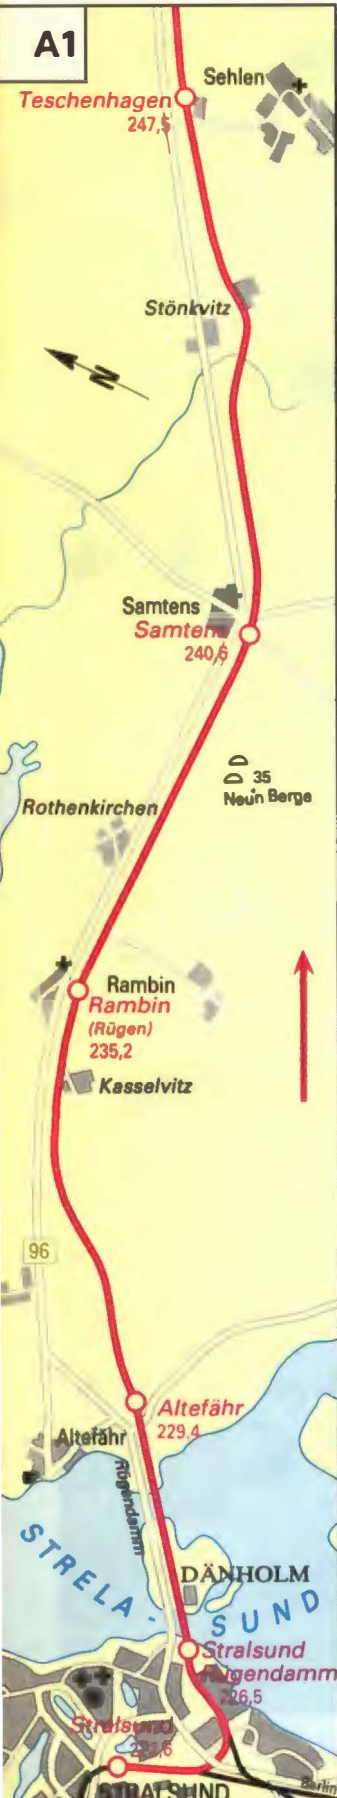 A1
Sehlen
Teschenhagen
247,5
Stönkvitz
N
Samtens
Samtens
240,6
35
Neun Berge
Rothenkirchen
Rambin
Rambin
(Rügen)
235,2
Kasselvitz
96
Altefähr
229,4
Altefähr
Rügendamm
DÄNHOLM
STRELA-SUND
Stralsund
Rügendamm
226,5
Stralsund
STRALSUND
Berlin